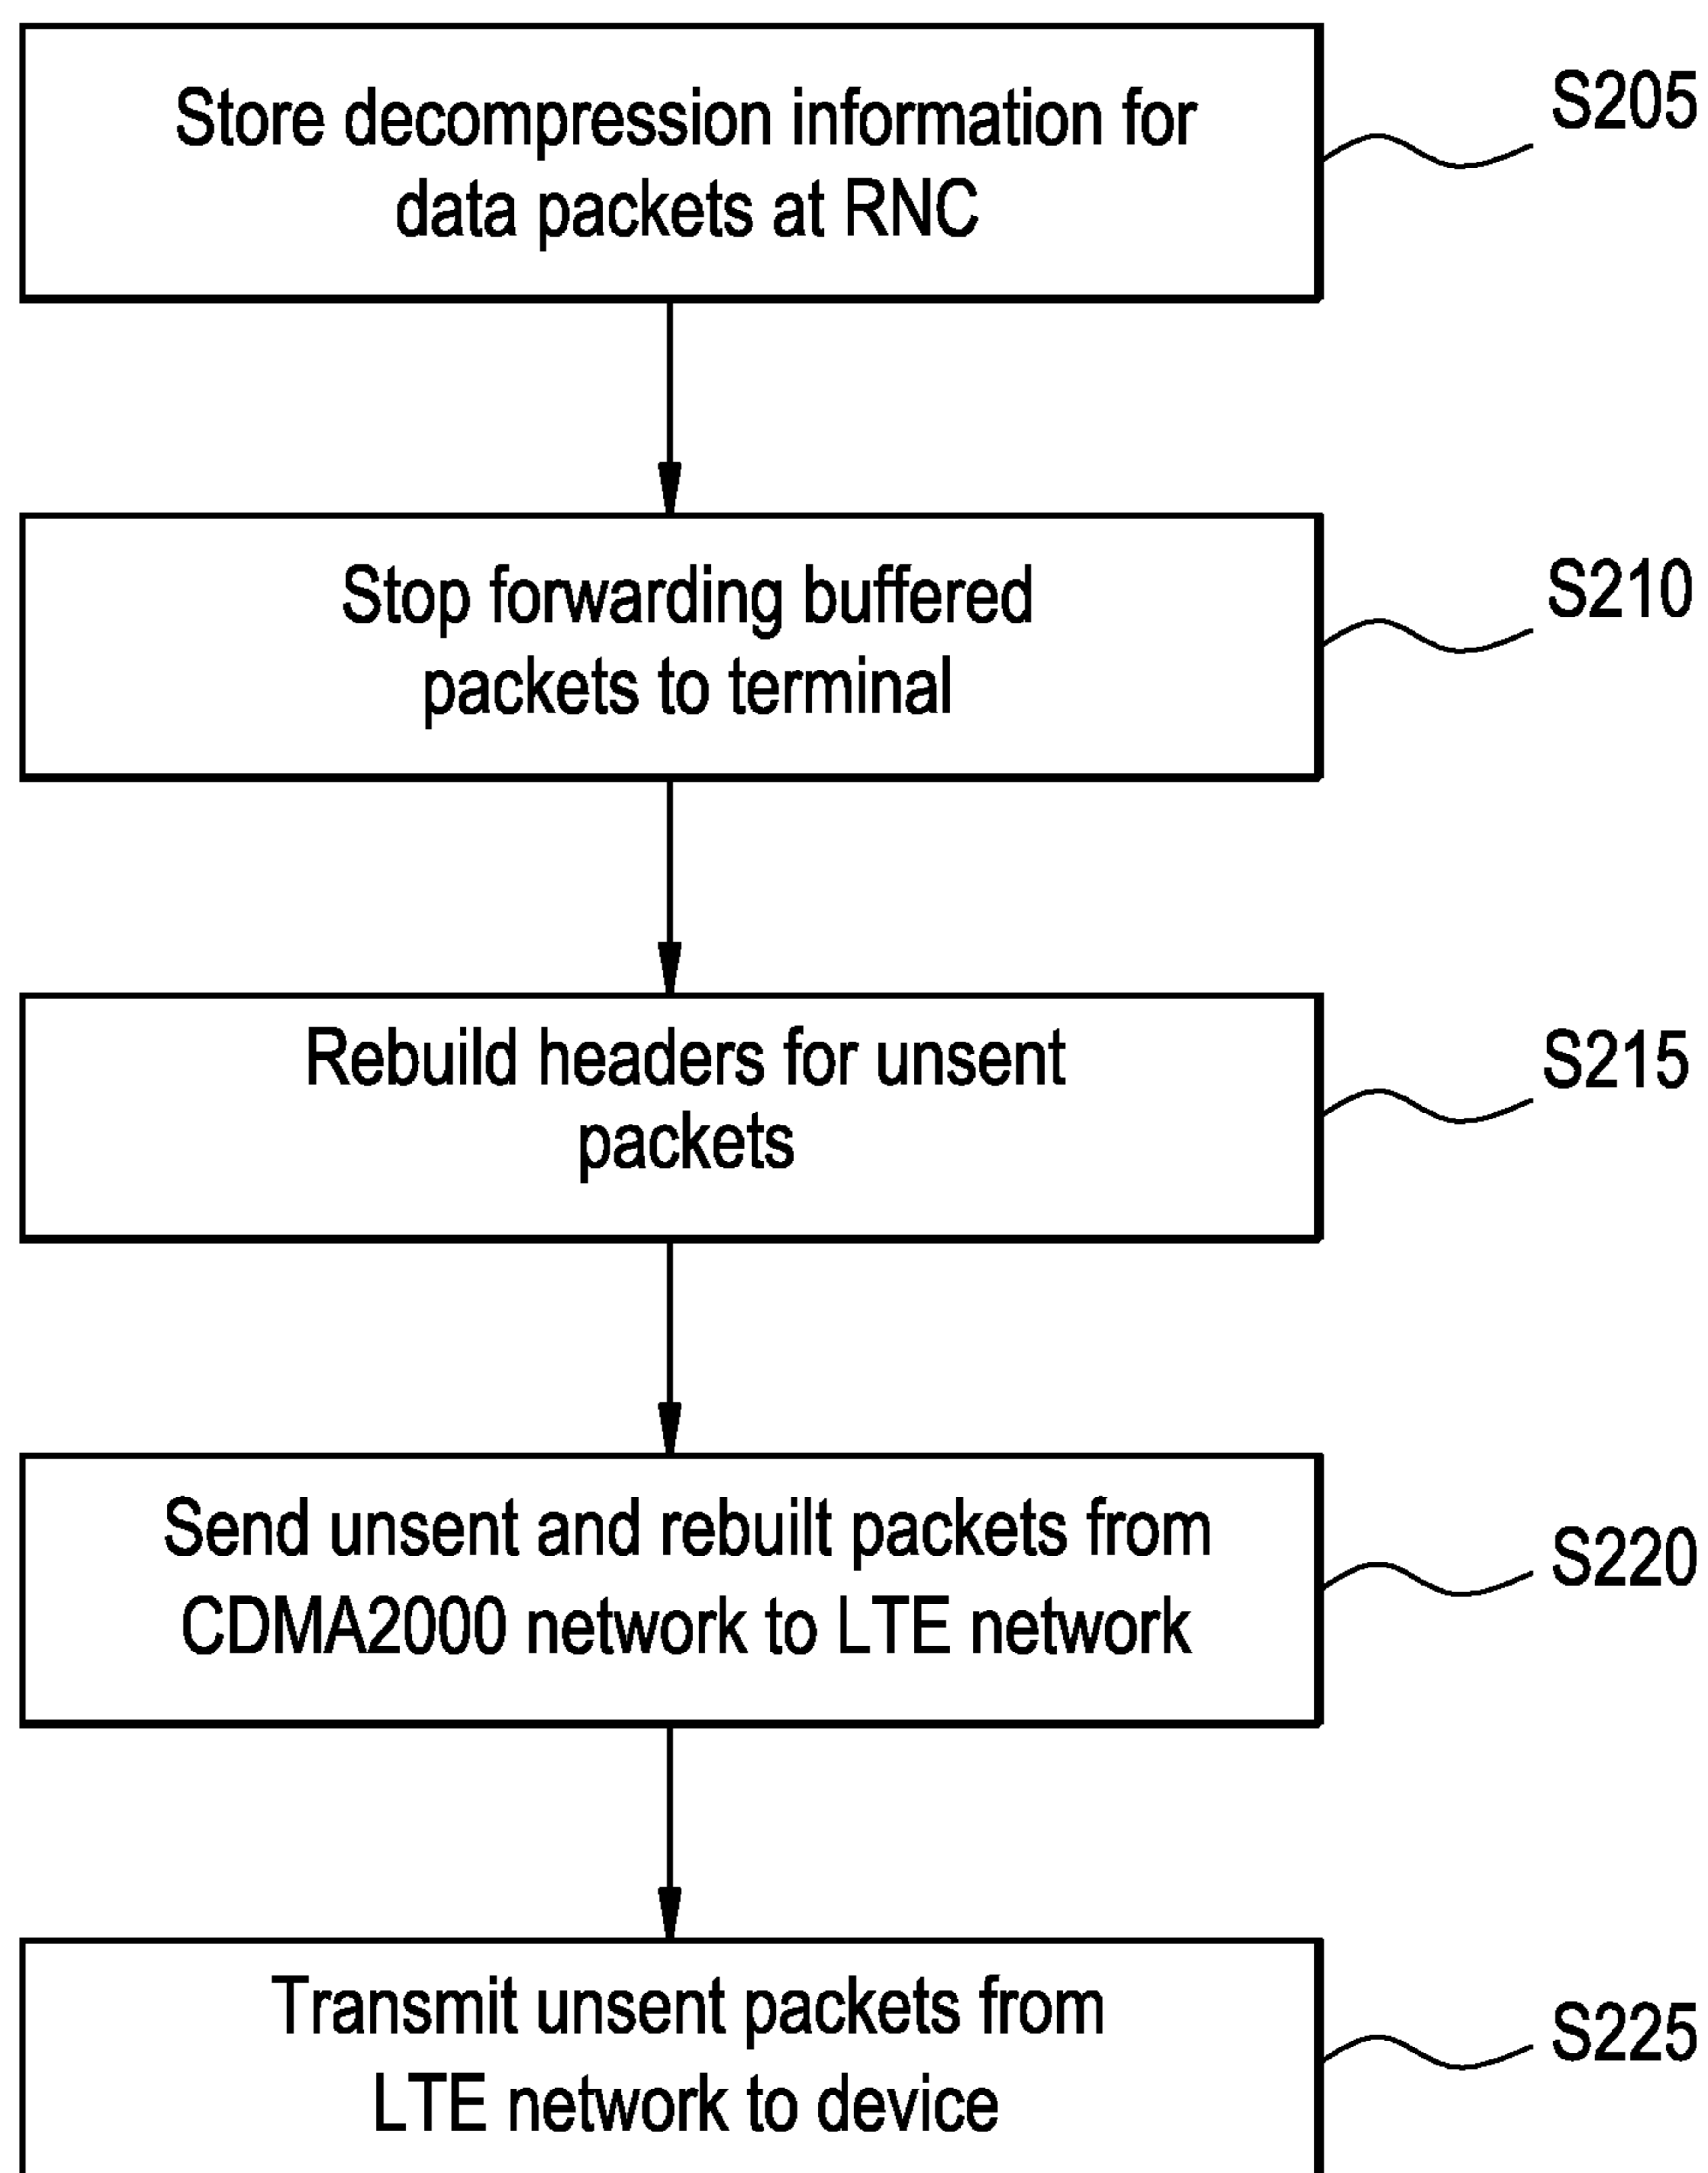 Store decompression information for
data packets at RNC
S205
Stop forwarding buffered
packets to terminal
S210
Rebuild headers for unsent
packets
S215
Send unsent and rebuilt packets from
CDMA2000 network to LTE network
S220
Transmit unsent packets from
LTE network to device
S225